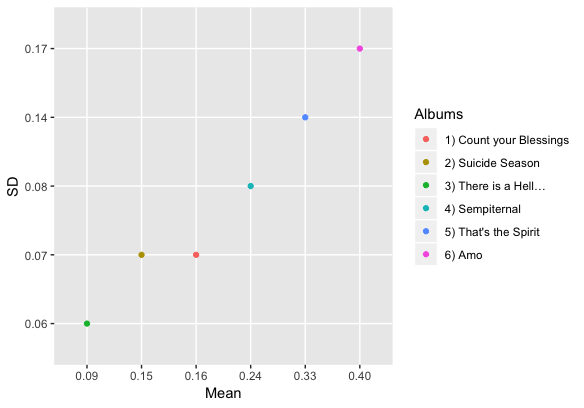 0.17
0.14
0.08
0.07
0.06
SD
0.09 0.15 0.16 0.24 0.33 0.40
Mean
Albums
1) Count your Blessings
2) Suicide Season
3) There is a Hell...
4) Sempiternal
5) That's the Spirit
6) Amo